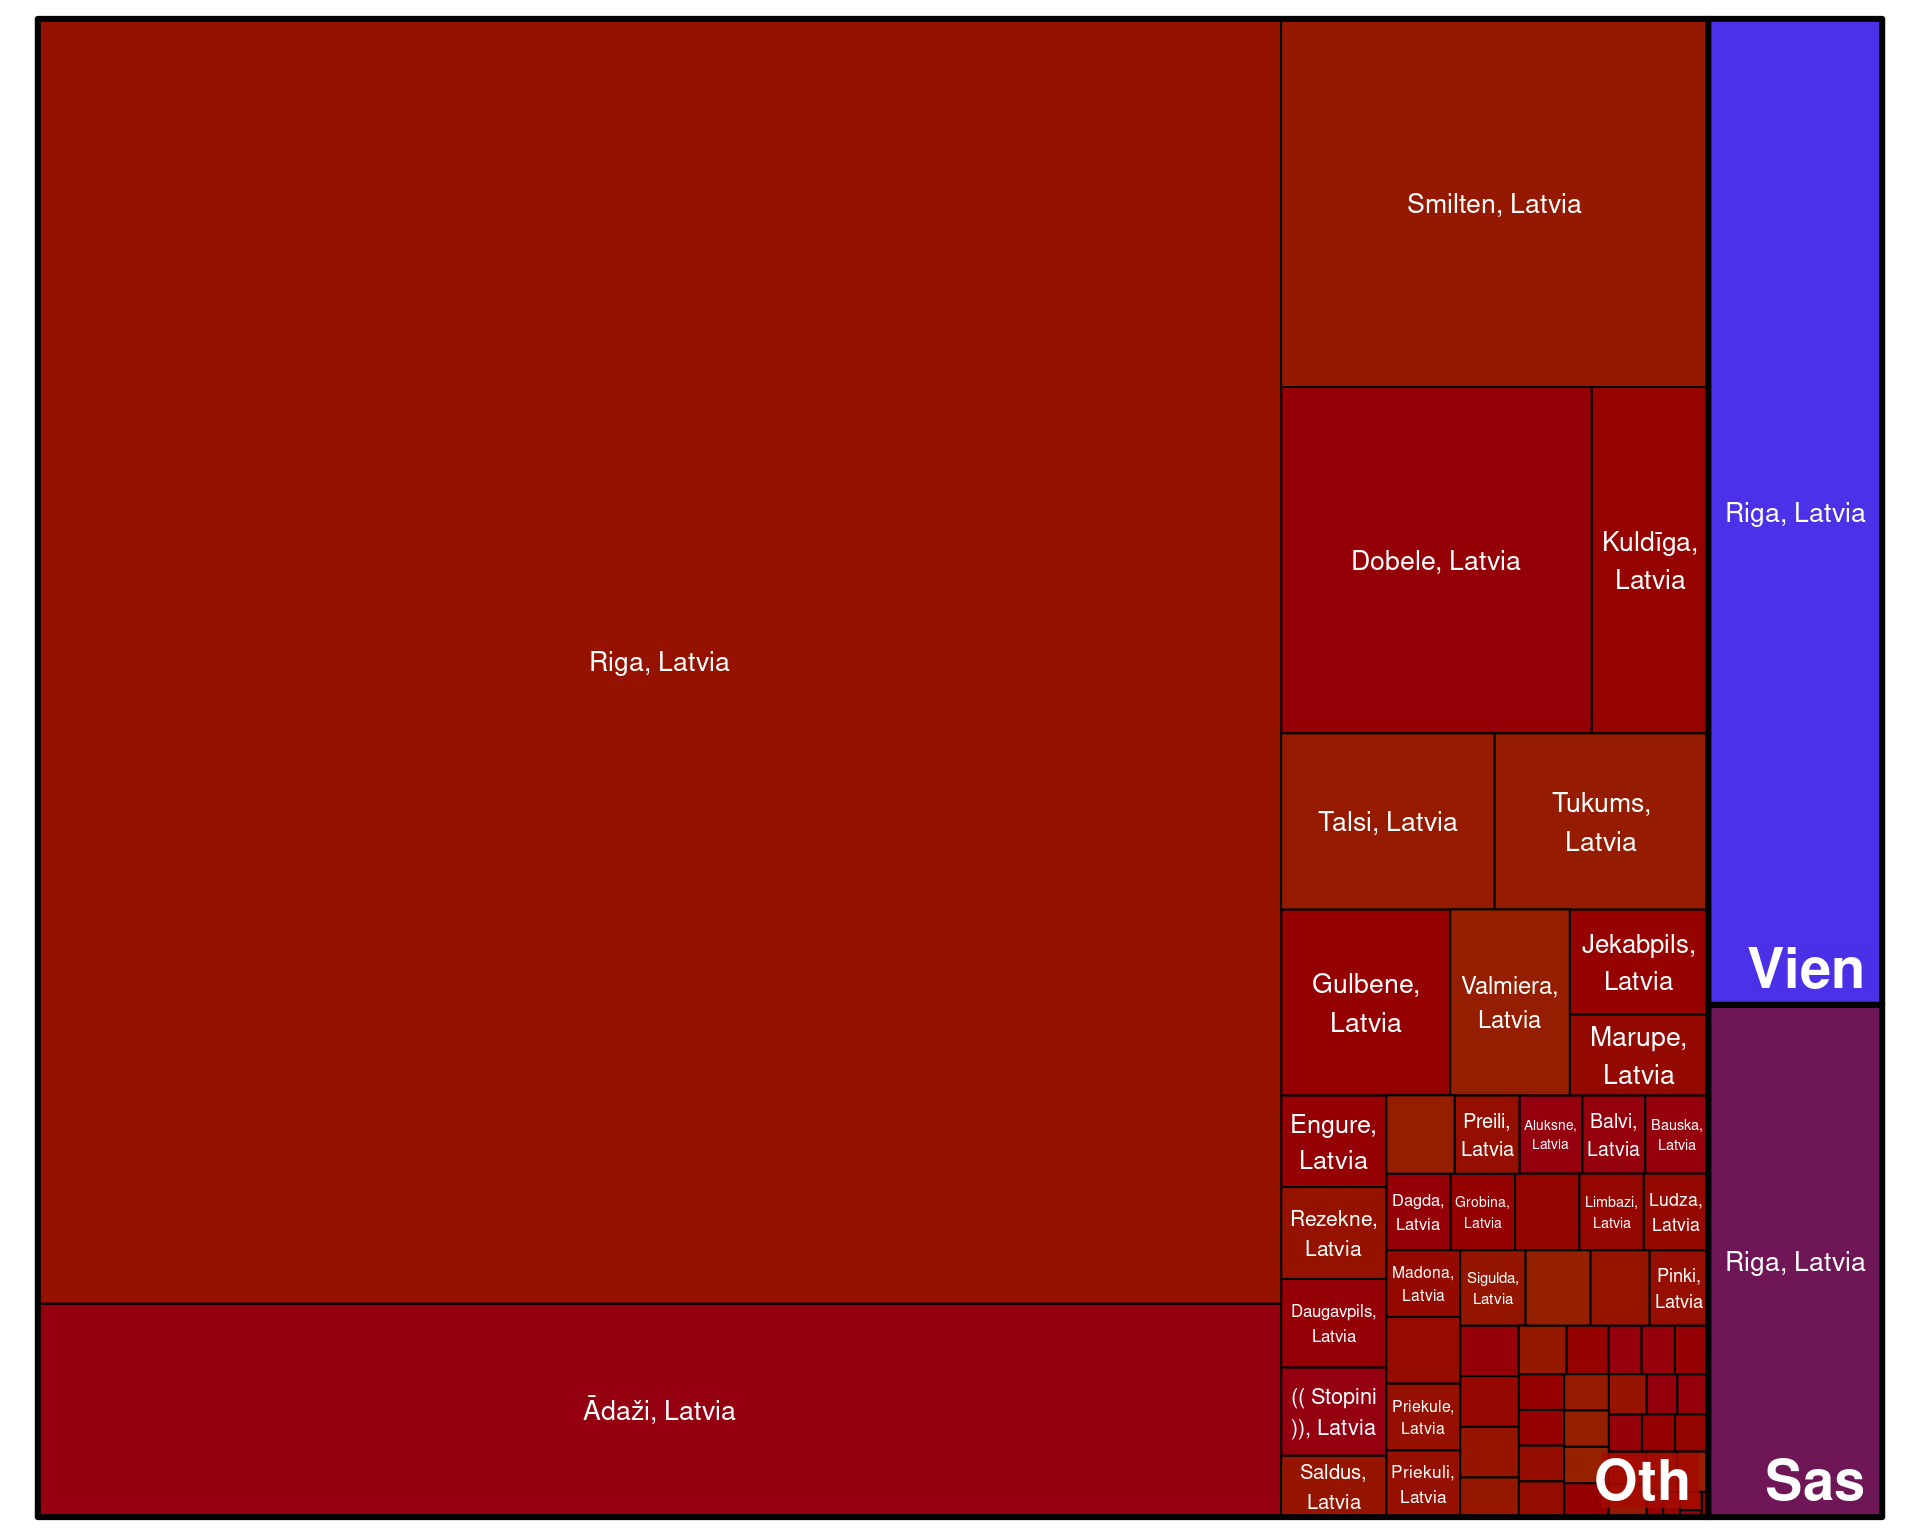 Riga, Latvia
Ādaži, Latvia
Smilten, Latvia
Dobele, Latvia
Kuldīga,
Latvia
Talsi, Latvia
Tukums,
Latvia
Gulbene,
Latvia
Valmiera,
Latvia
Jekabpils,
Latvia
Marupe,
Latvia
Engure,
Latvia
Rezekne,
Latvia
Daugavpils,
Latvia
(( Stopini
)), Latvia
Saldus,
Latvia
Preili,
Latvia
Aluksne,
Latvia
Balvi,
Latvia
Bauska,
Latvia
Dagda,
Latvia
Grobina,
Latvia
Limbazi,
Latvia
Ludza,
Latvia
Madona,
Latvia
Sigulda,
Latvia
Pinki,
Latvia
Priekule,
Latvia
Priekuli,
Latvia
Oth
Riga, Latvia
Vien
Riga, Latvia
Sas